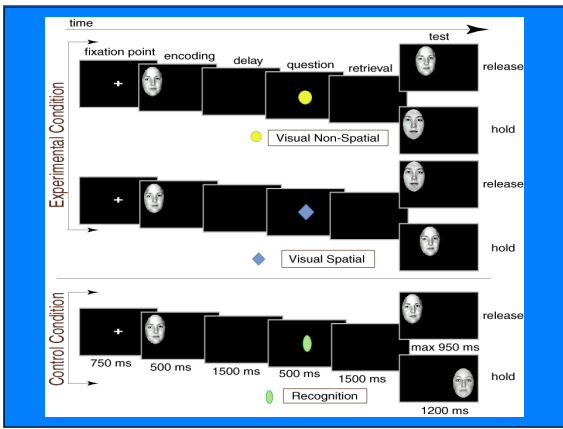 time
test
fixation point
encoding
delay
question
retrieval
release
hold
Visual Non-Spatial
Experimental Condition
release
hold
Visual Spatial
Control Condition
release
max 950 ms
750 ms
500 ms
1500 ms
500 ms
1500 ms
hold
Recognition
1200 ms